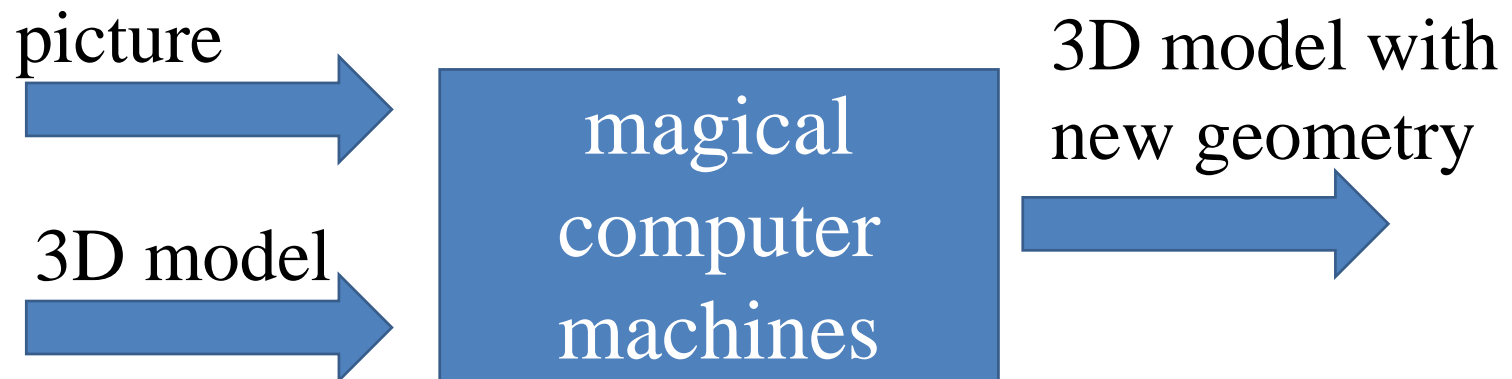 picture
3D model
magical
computer
machines
3D model with
new geometry